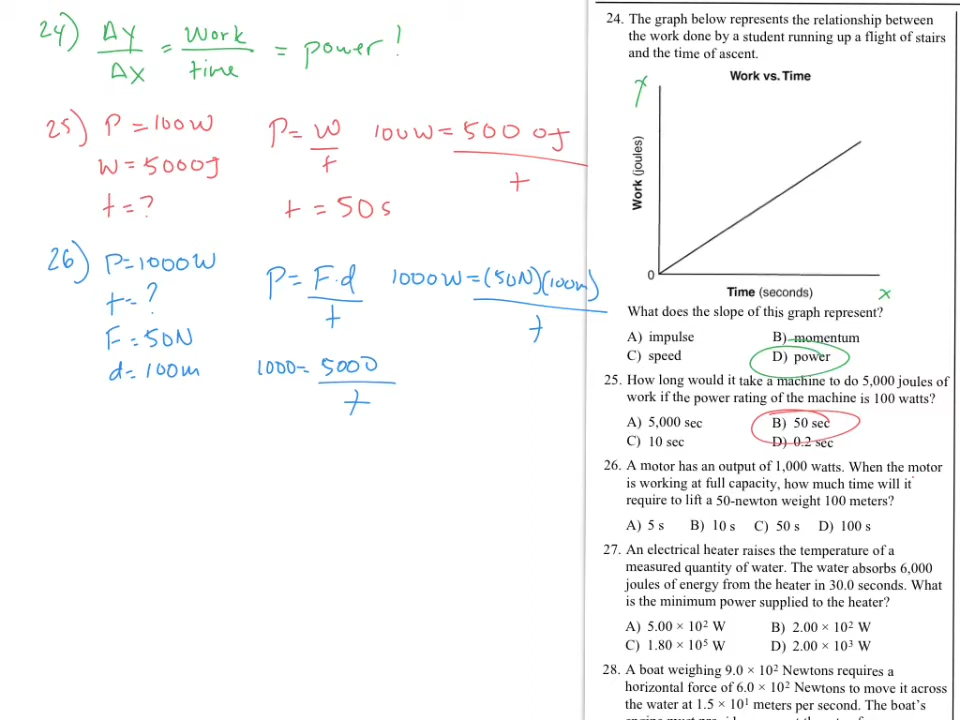 24) ΔY/ΔX = Work/time = power!
25) P = 100W P = W/t 100W = 5000J/t
W = 5000J
t = ? t = 50s
26) P = 1000W P = F·d/t 1000W = (50N)(100m)/t
t = ?
F = 50N
d = 100m 1000 = 5000/t
24. The graph below represents the relationship between
the work done by a student running up a flight of stairs
and the time of ascent.
Work vs. Time
Y
Work (joules)
0
Time (seconds) X
What does the slope of this graph represent?
A) impulse B) momentum
C) speed D) power
25. How long would it take a machine to do 5,000 joules of
work if the power rating of the machine is 100 watts?
A) 5,000 sec B) 50 sec
C) 10 sec D) 0.2 sec
26. A motor has an output of 1,000 watts. When the motor
is working at full capacity, how much time will it
require to lift a 50-newton weight 100 meters?
A) 5 s B) 10 s C) 50 s D) 100 s
27. An electrical heater raises the temperature of a
measured quantity of water. The water absorbs 6,000
joules of energy from the heater in 30.0 seconds. What
is the minimum power supplied to the heater?
A) 5.00 × 10² W B) 2.00 × 10² W
C) 1.80 × 10⁵ W D) 2.00 × 10³ W
28. A boat weighing 9.0 × 10² Newtons requires a
horizontal force of 6.0 × 10² Newtons to move it across
the water at 1.5 × 10¹ meters per second. The boat's